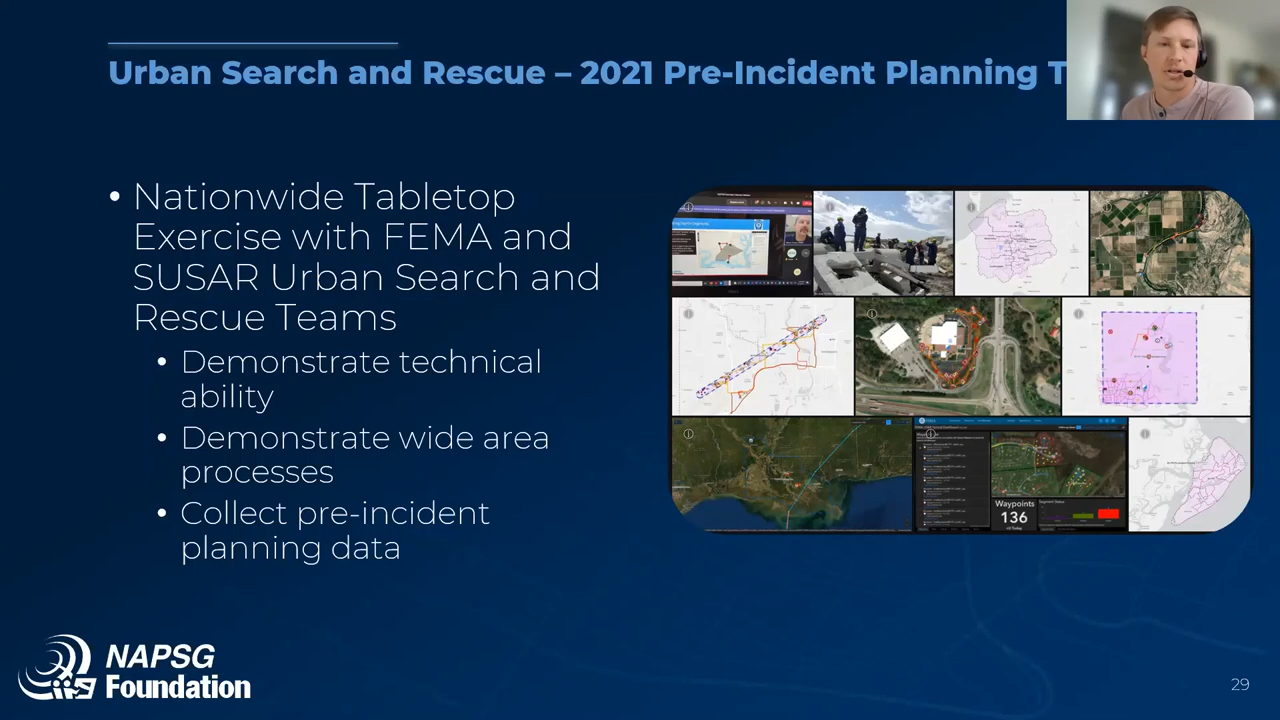 Urban Search and Rescue – 2021 Pre-Incident Planning T
• Nationwide Tabletop
Exercise with FEMA and
SUSAR Urban Search and
Rescue Teams
• Demonstrate technical
ability
• Demonstrate wide area
processes
• Collect pre-incident
planning data
Waypoints
136
NAPSG
Foundation
29